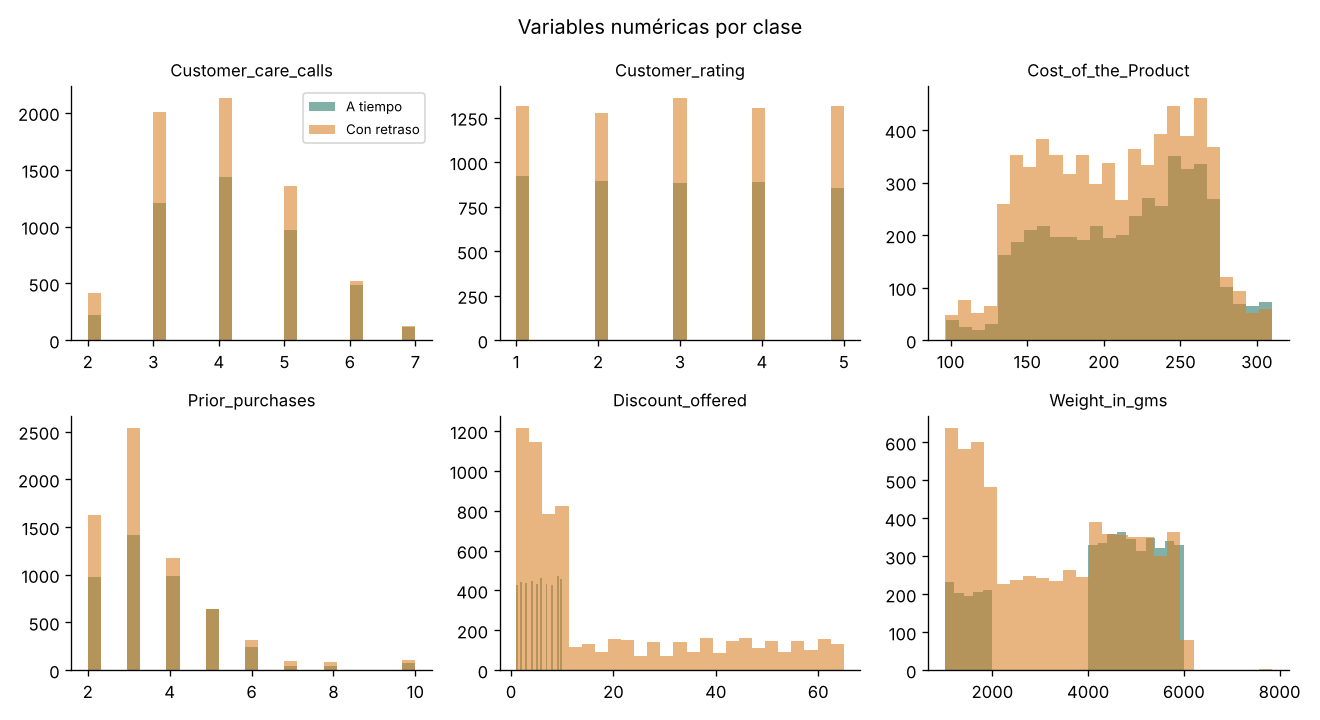 Variables numéricas por clase
Customer_care_calls
A tiempo
Con retraso
2000
1500
1000
500
0
2 3 4 5 6 7
Customer_rating
1250
1000
750
500
250
0
1 2 3 4 5
Cost_of_the_Product
400
300
200
100
0
100 150 200 250 300
Prior_purchases
2500
2000
1500
1000
500
0
2 4 6 8 10
Discount_offered
1200
1000
800
600
400
200
0
0 20 40 60
Weight_in_gms
600
500
400
300
200
100
0
2000 4000 6000 8000